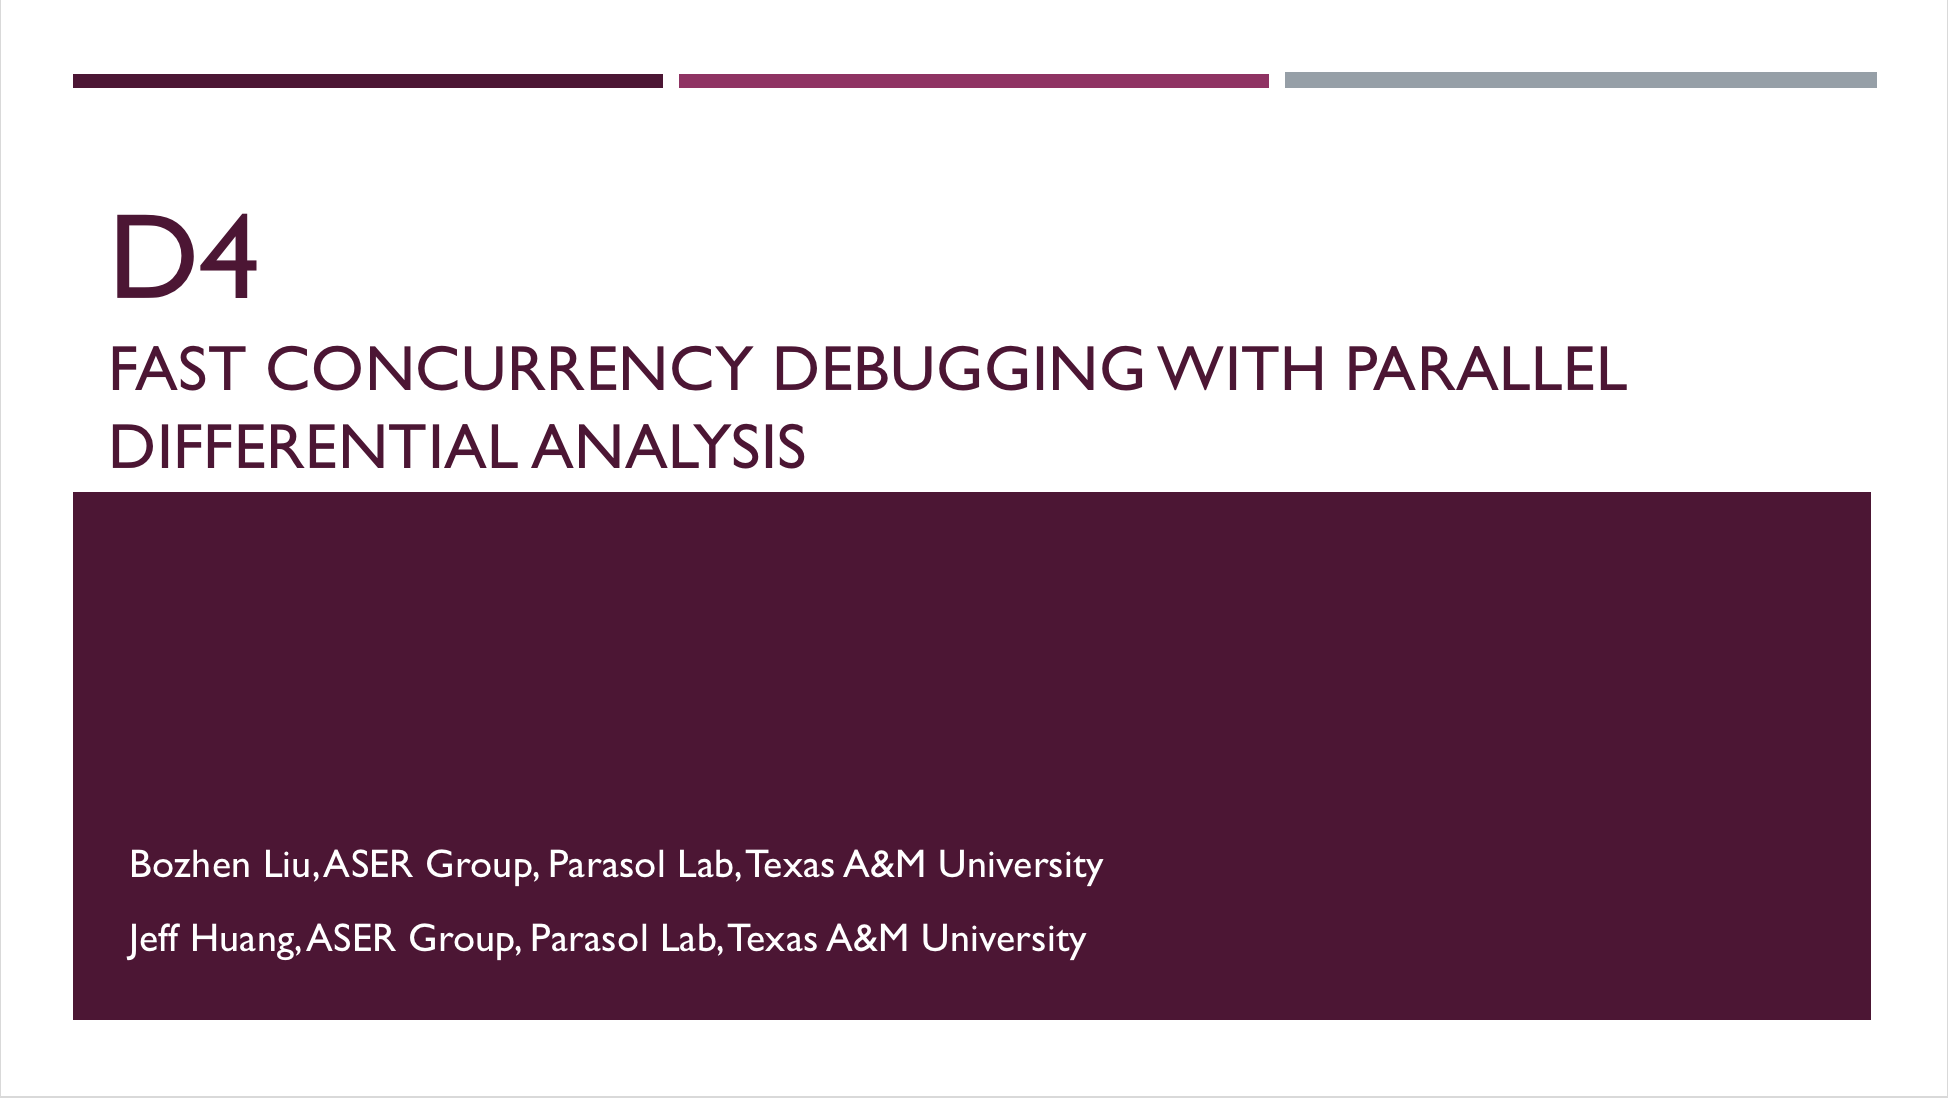 D4
FAST CONCURRENCY DEBUGGING WITH PARALLEL
DIFFERENTIAL ANALYSIS
Bozhen Liu, ASER Group, Parasol Lab, Texas A&M University
Jeff Huang, ASER Group, Parasol Lab, Texas A&M University